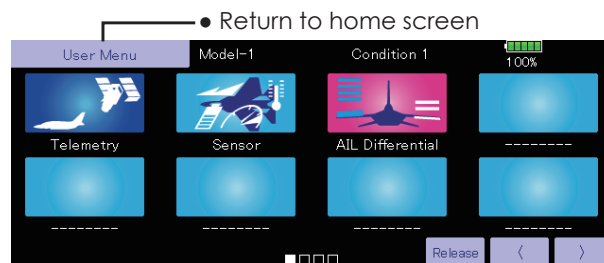 ● Return to home screen
User Menu Model-1 Condition 1 100%
Telemetry Sensor AIL Differential --------
-------- -------- -------- --------
Release 〈 〉